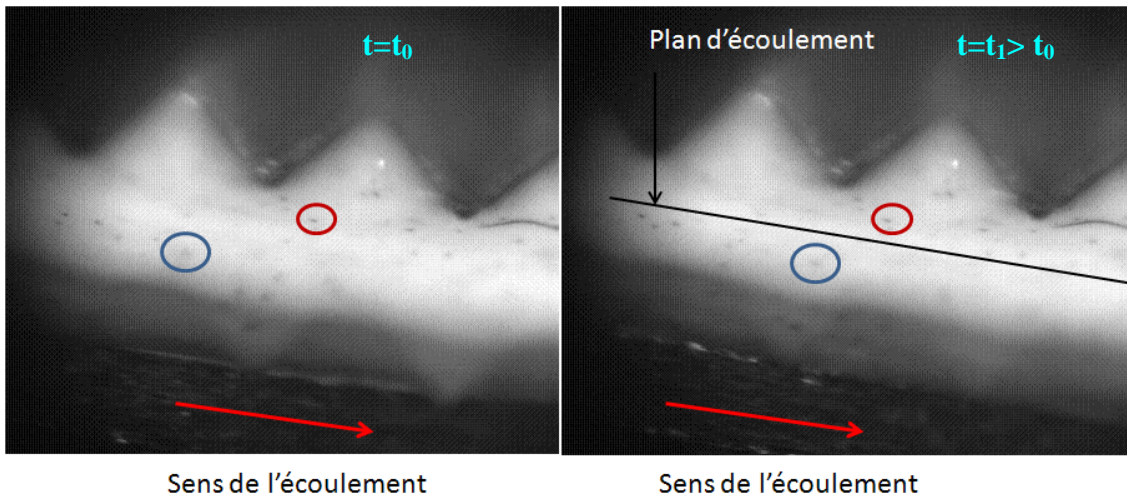 t=t₀
Plan d'écoulement
t=t₁> t₀
Sens de l'écoulement
Sens de l'écoulement